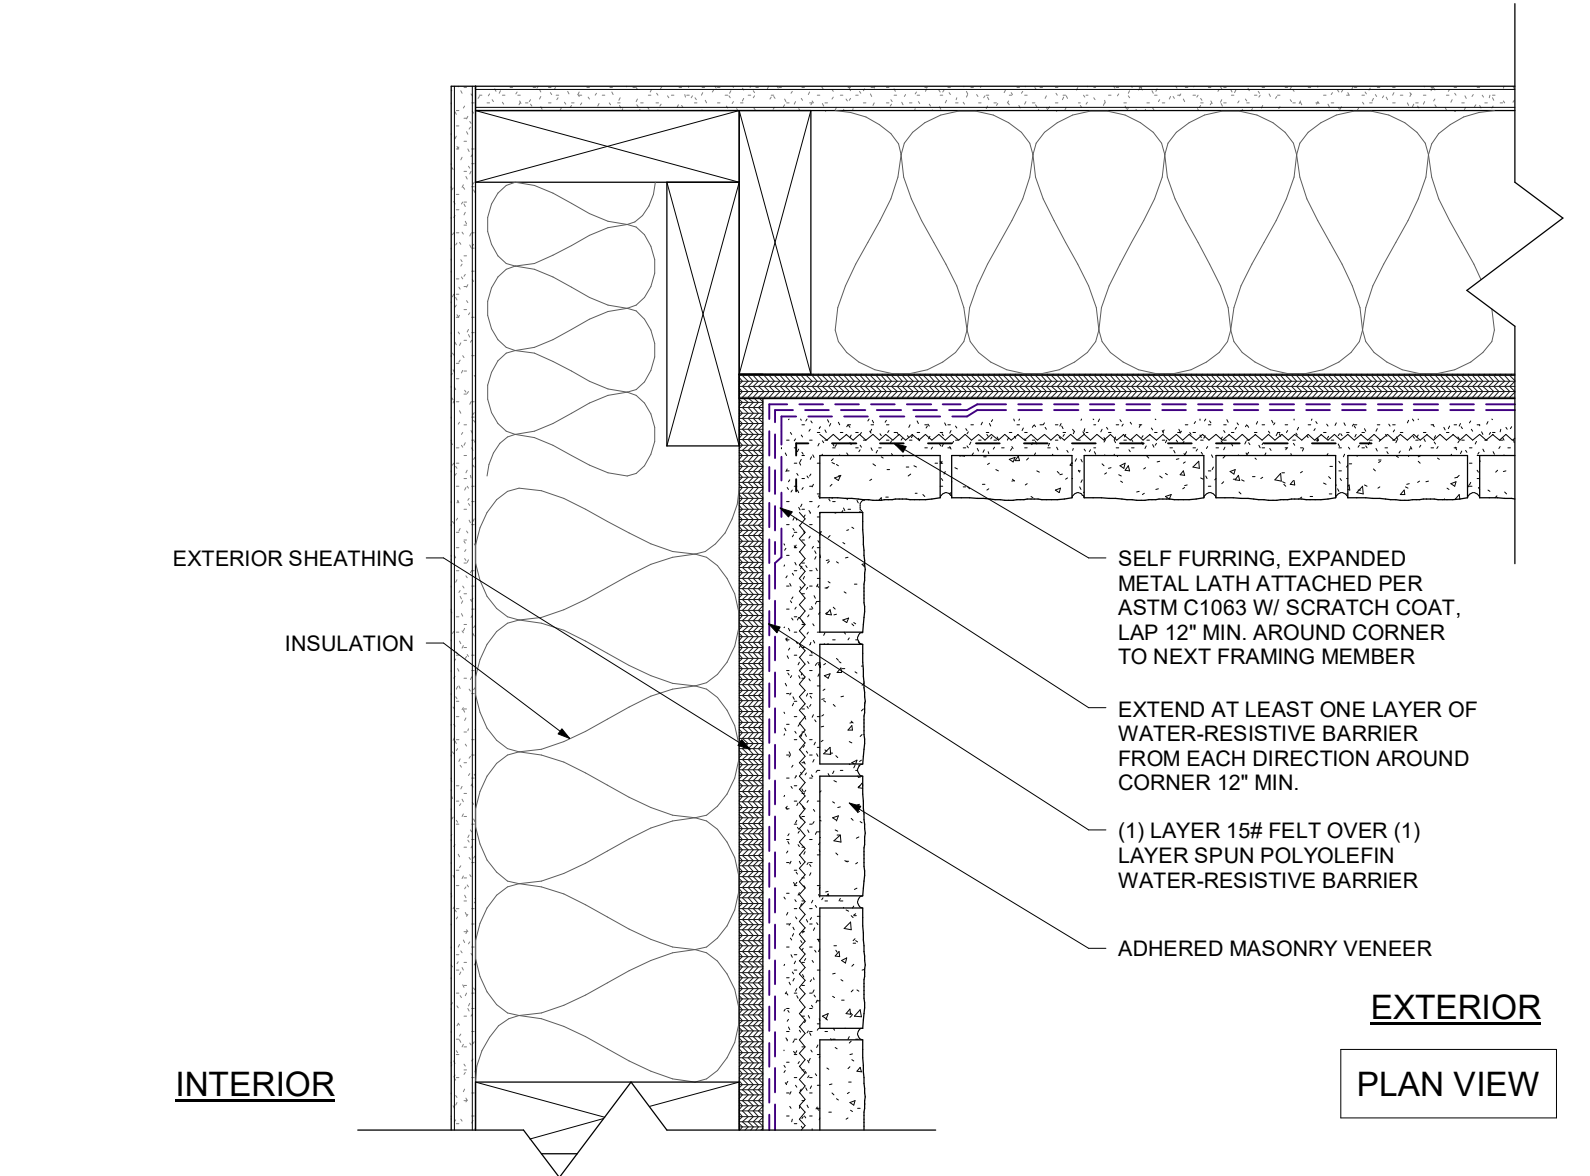 EXTERIOR SHEATHING
INSULATION
SELF FURRING, EXPANDED
METAL LATH ATTACHED PER
ASTM C1063 W/ SCRATCH COAT,
LAP 12" MIN. AROUND CORNER
TO NEXT FRAMING MEMBER
EXTEND AT LEAST ONE LAYER OF
WATER-RESISTIVE BARRIER
FROM EACH DIRECTION AROUND
CORNER 12" MIN.
(1) LAYER 15# FELT OVER (1)
LAYER SPUN POLYOLEFIN
WATER-RESISTIVE BARRIER
ADHERED MASONRY VENEER
EXTERIOR
INTERIOR
PLAN VIEW